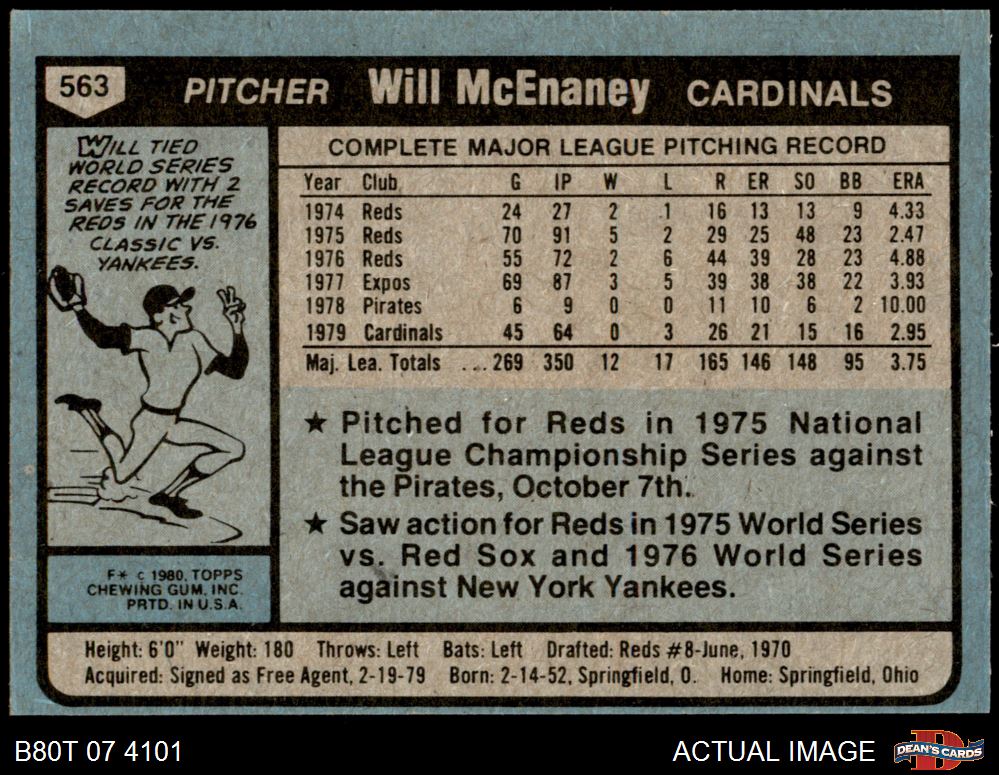 563 PITCHER Will McEnaney CARDINALS
WILL TIED
WORLD SERIES
RECORD WITH 2
SAVES FOR THE
REDS IN THE 1976
CLASSIC VS.
YANKEES.
COMPLETE MAJOR LEAGUE PITCHING RECORD
Year Club G IP W L R ER SO BB ERA
1974 Reds 24 27 2 1 16 13 13 9 4.33
1975 Reds 70 91 5 2 29 25 48 23 2.47
1976 Reds 55 72 2 6 44 39 28 23 4.88
1977 Expos 69 87 3 5 39 38 38 22 3.93
1978 Pirates 6 9 0 0 11 10 6 2 10.00
1979 Cardinals 45 64 0 3 26 21 15 16 2.95
Maj. Lea. Totals ... 269 350 12 17 165 146 148 95 3.75
★ Pitched for Reds in 1975 National
League Championship Series against
the Pirates, October 7th.
★ Saw action for Reds in 1975 World Series
vs. Red Sox and 1976 World Series
against New York Yankees.
F* © 1980, TOPPS
CHEWING GUM, INC.
PRTD. IN U.S.A.
Height: 6'0" Weight: 180 Throws: Left Bats: Left Drafted: Reds #8-June, 1970
Acquired: Signed as Free Agent, 2-19-79 Born: 2-14-52, Springfield, O. Home: Springfield, Ohio
B80T 07 4101 ACTUAL IMAGE DEAN'S CARDS